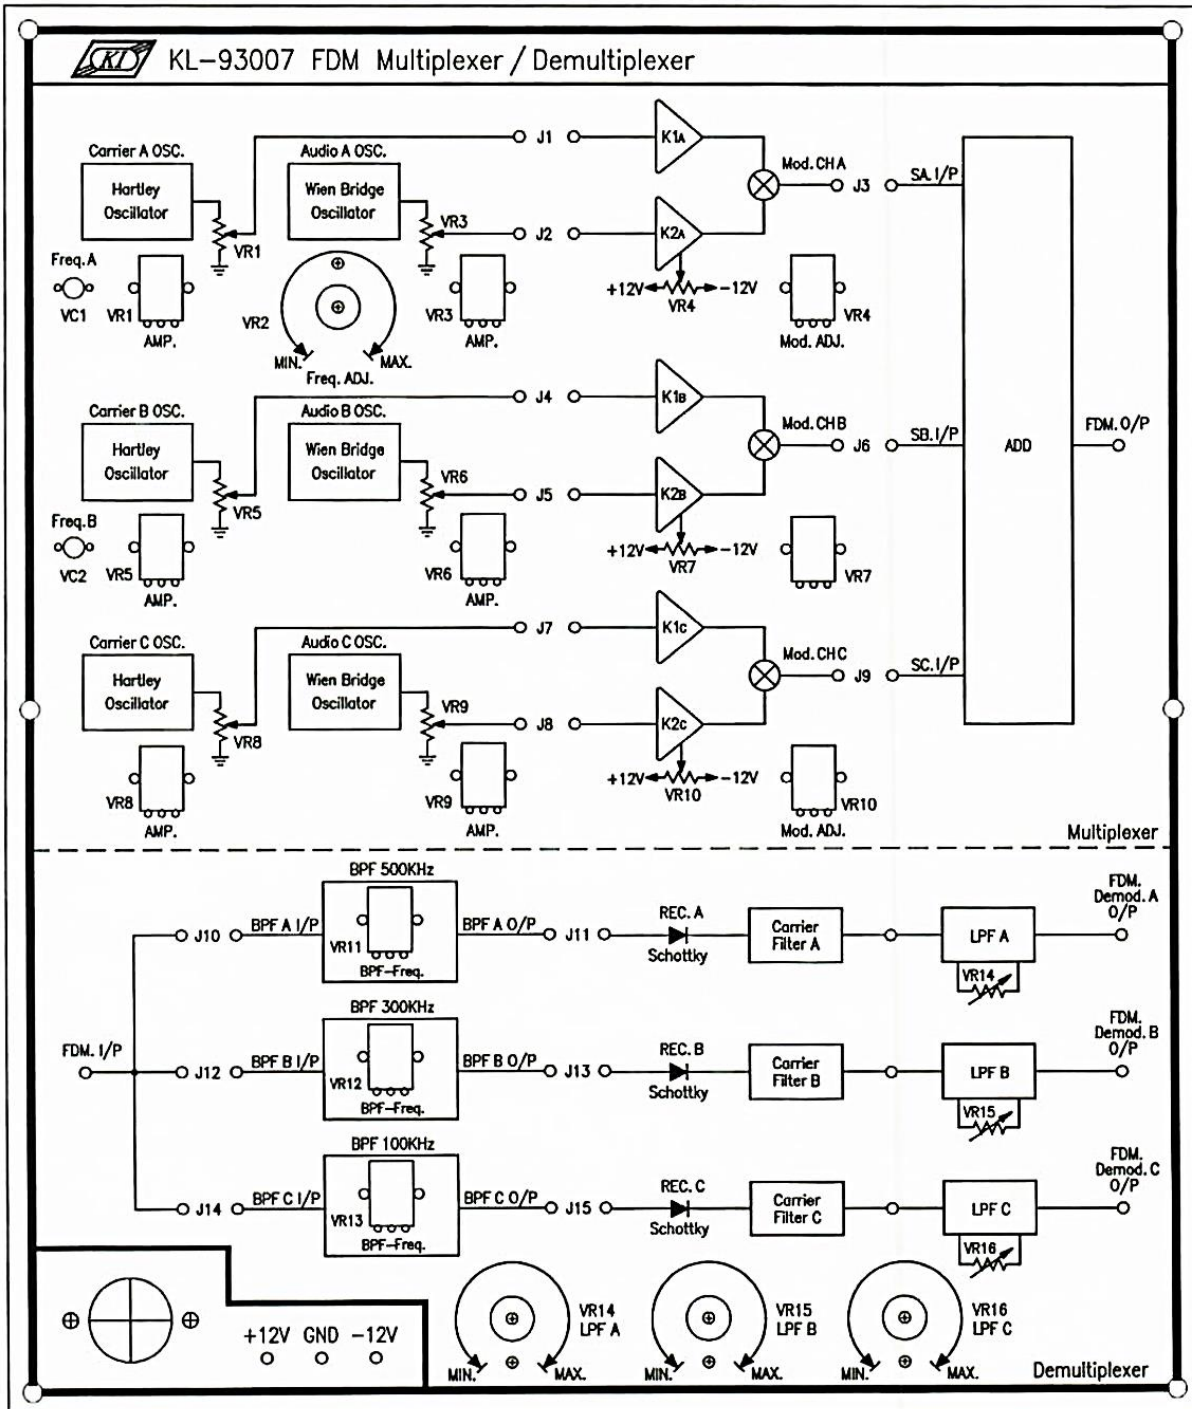 KL KL-93007 FDM Multiplexer / Demultiplexer
Carrier A OSC.
Hartley
Oscillator
VR1
Audio A OSC.
Wien Bridge
Oscillator
VR3
J1
J2
K1A
K2A
+12V
VR4
-12V
Mod. CH A
J3
SA. I/P
Freq. A
VC1
VR1
AMP.
VR2
MIN.
MAX.
Freq. ADJ.
VR3
AMP.
VR4
Mod. ADJ.
Carrier B OSC.
Hartley
Oscillator
VR5
Audio B OSC.
Wien Bridge
Oscillator
VR6
J4
J5
K1B
K2B
+12V
VR7
-12V
Mod. CH B
J6
SB. I/P
ADD
FDM. O/P
Freq. B
VC2
VR5
AMP.
VR6
AMP.
VR7
Carrier C OSC.
Hartley
Oscillator
VR8
Audio C OSC.
Wien Bridge
Oscillator
VR9
J7
J8
K1C
K2C
+12V
VR10
-12V
Mod. CH C
J9
SC. I/P
VR8
AMP.
VR9
AMP.
VR10
Mod. ADJ.
Multiplexer
FDM. I/P
J10
BPF A I/P
BPF 500KHz
VR11
BPF-Freq.
BPF A O/P
J11
REC. A
Schottky
Carrier
Filter A
LPF A
VR14
FDM.
Demod. A
O/P
J12
BPF B I/P
BPF 300KHz
VR12
BPF-Freq.
BPF B O/P
J13
REC. B
Schottky
Carrier
Filter B
LPF B
VR15
FDM.
Demod. B
O/P
J14
BPF C I/P
BPF 100KHz
VR13
BPF-Freq.
BPF C O/P
J15
REC. C
Schottky
Carrier
Filter C
LPF C
VR16
FDM.
Demod. C
O/P
+12V GND -12V
VR14
LPF A
MIN.
MAX.
VR15
LPF B
MIN.
MAX.
VR16
LPF C
MIN.
MAX.
Demultiplexer